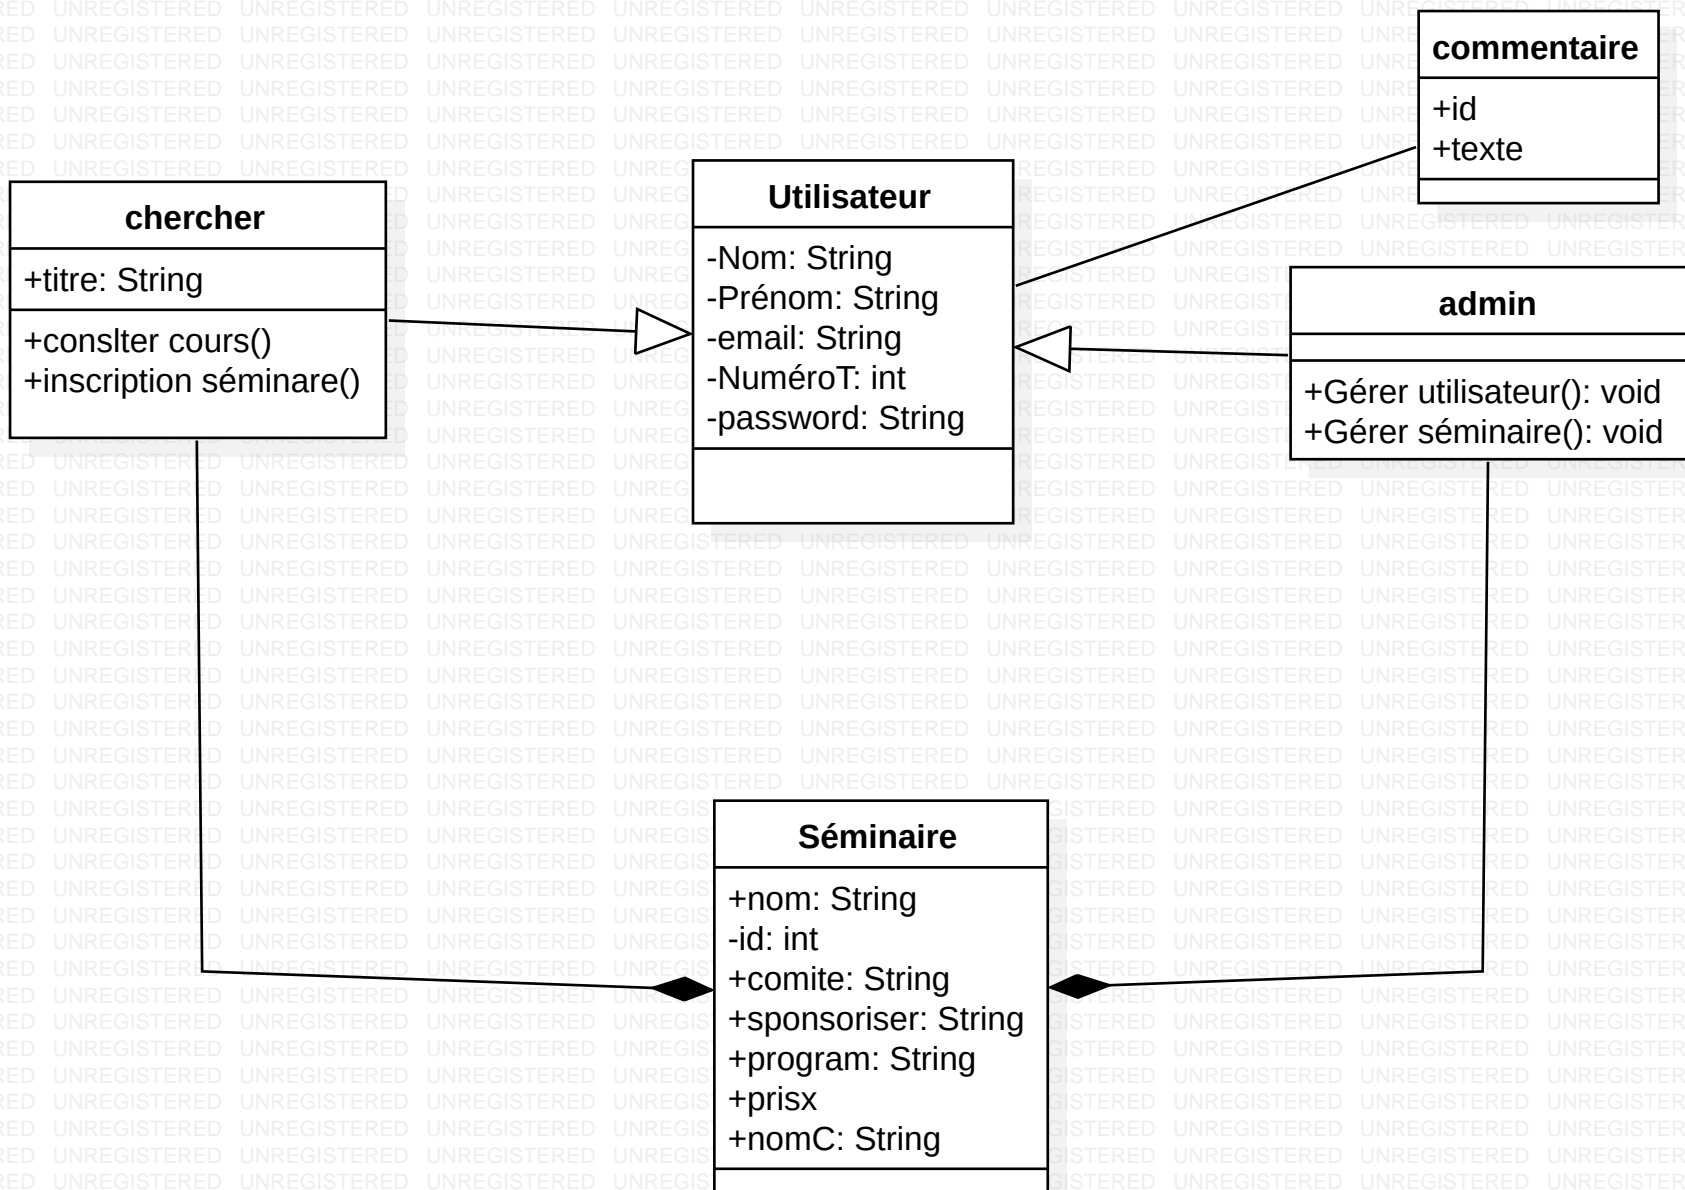 commentaire
+id
+texte
chercher
+titre: String
+conslter cours()
+inscription séminare()
Utilisateur
-Nom: String
-Prénom: String
-email: String
-NuméroT: int
-password: String
admin
+Gérer utilisateur(): void
+Gérer séminaire(): void
Séminaire
+nom: String
-id: int
+comite: String
+sponsoriser: String
+program: String
+prisx
+nomC: String
UNREGISTERED